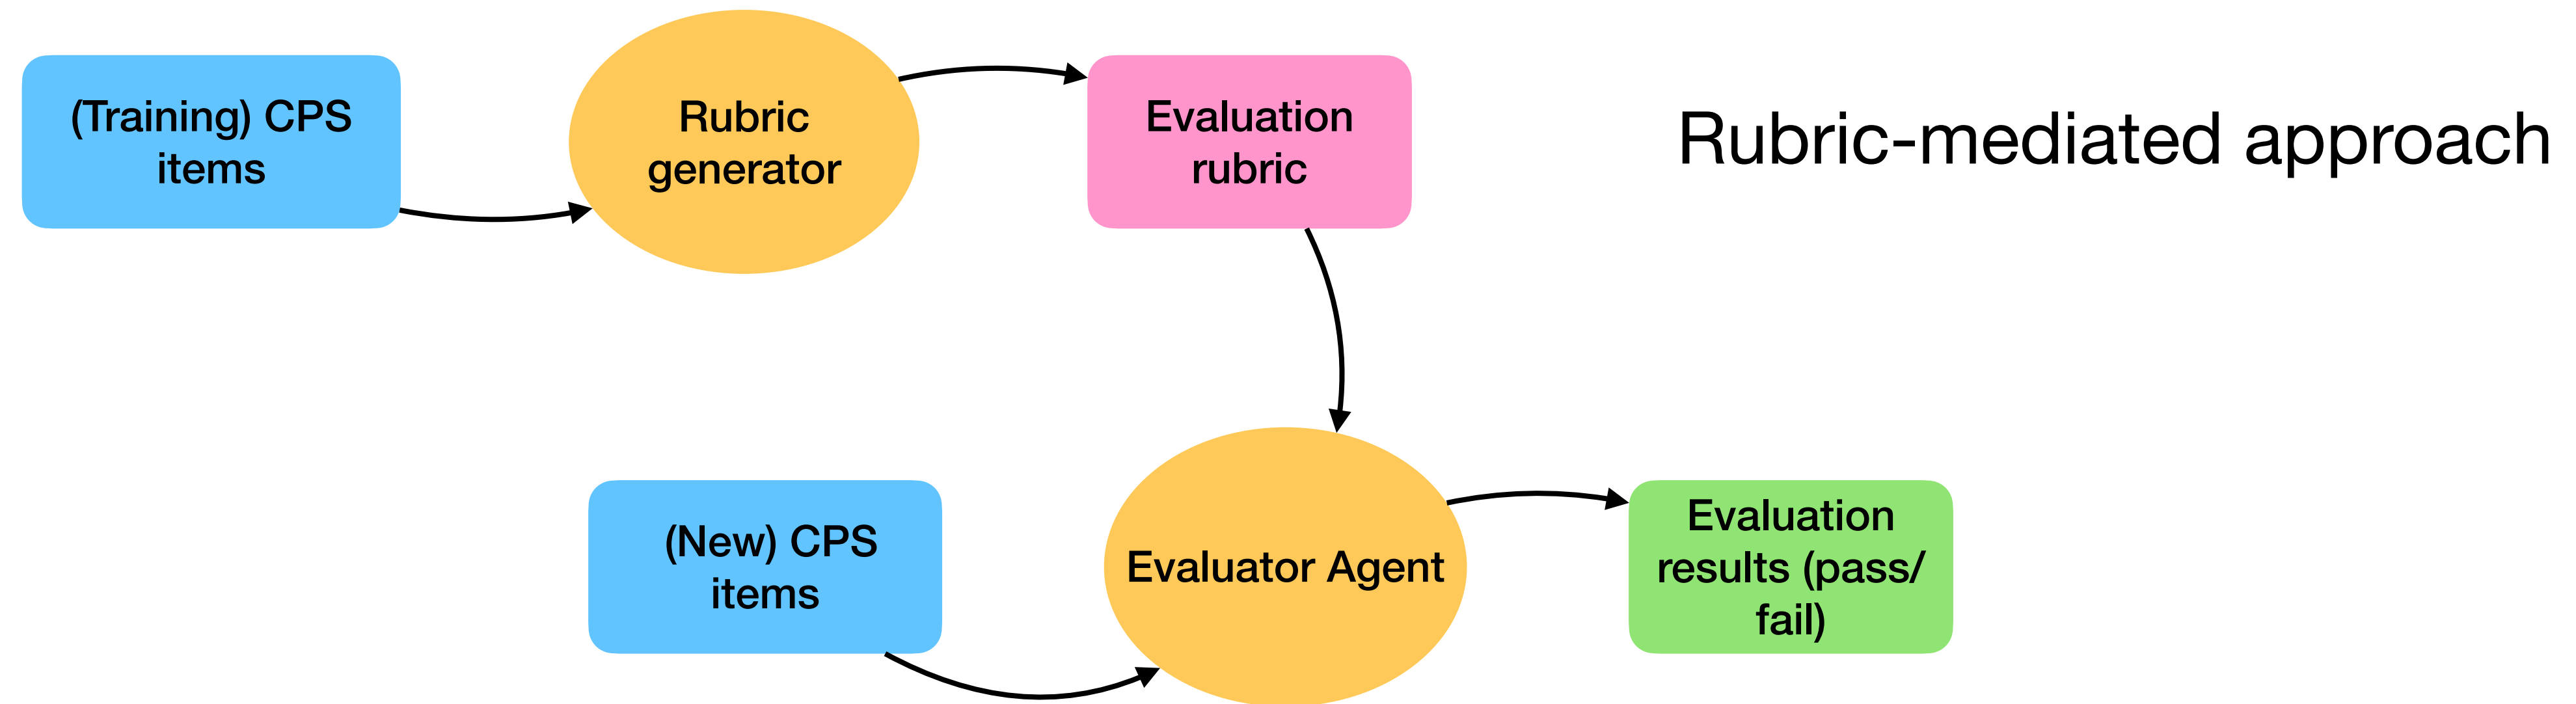 (Training) CPS
items
Rubric
generator
Evaluation
rubric
Rubric-mediated approach
(New) CPS
items
Evaluator Agent
Evaluation
results (pass/
fail)